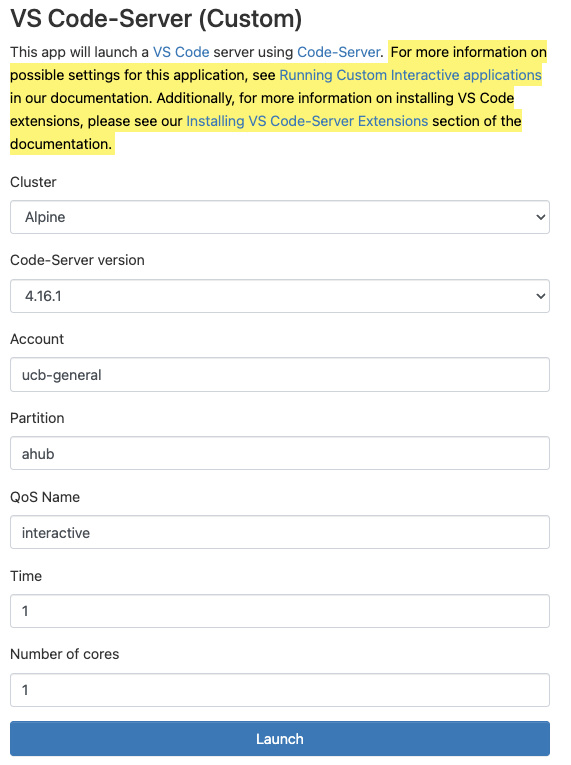 VS Code-Server (Custom)
This app will launch a VS Code server using Code-Server. For more information on
possible settings for this application, see Running Custom Interactive applications
in our documentation. Additionally, for more information on installing VS Code
extensions, please see our Installing VS Code-Server Extensions section of the
documentation.
Cluster
Alpine
Code-Server version
4.16.1
Account
ucb-general
Partition
ahub
QoS Name
interactive
Time
1
Number of cores
1
Launch